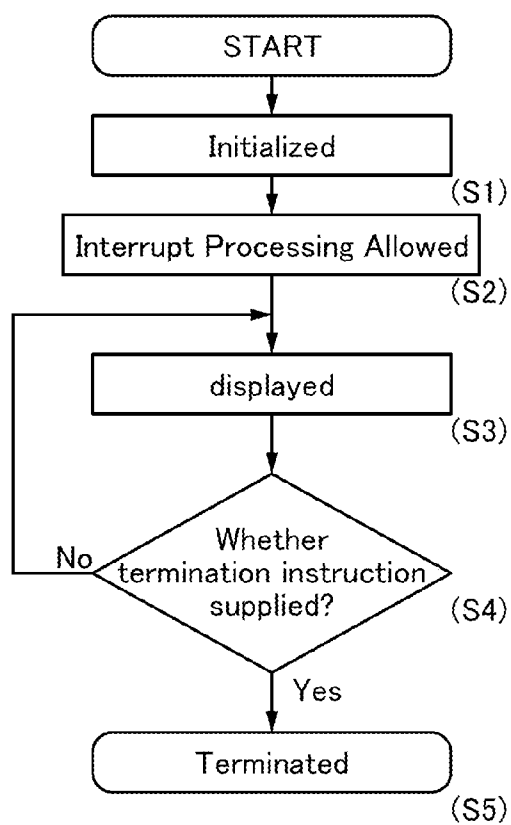 START
Initialized
(S1)
Interrupt Processing Allowed
(S2)
displayed
(S3)
Whether
termination instruction
supplied?
No
(S4)
Yes
Terminated
(S5)